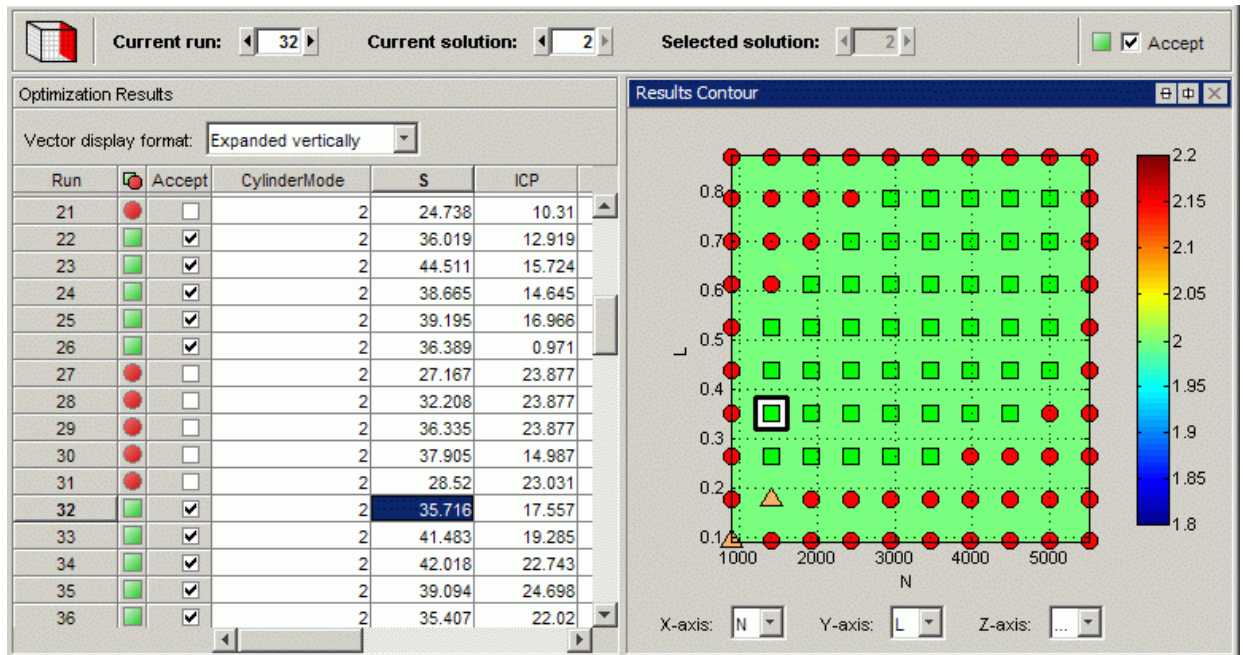 Current run: 32 Current solution: 2 Selected solution: 2 Accept
Optimization Results
Vector display format: Expanded vertically
Run Accept CylinderMode S ICP
21 2 24.738 10.31
22 2 36.019 12.919
23 2 44.511 15.724
24 2 38.665 14.645
25 2 39.195 16.966
26 2 36.389 0.971
27 2 27.167 23.877
28 2 32.208 23.877
29 2 36.335 23.877
30 2 37.905 14.987
31 2 28.52 23.031
32 2 35.716 17.557
33 2 41.483 19.285
34 2 42.018 22.743
35 2 39.094 24.698
36 2 35.407 22.02
Results Contour
0.8
0.7
0.6
0.5
L
0.4
0.3
0.2
0.1
1000 2000 3000 4000 5000
N
2.2
2.15
2.1
2.05
2
1.95
1.9
1.85
1.8
X-axis: N Y-axis: L Z-axis: ...